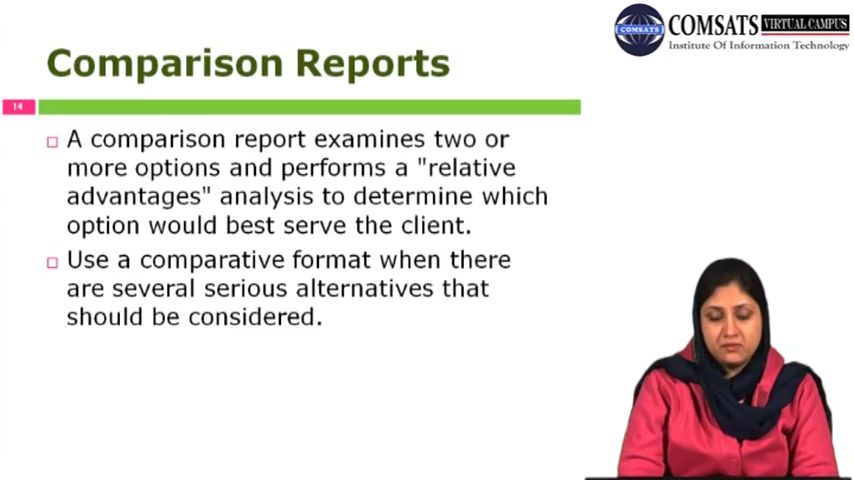 COMSATS
COMSATS VIRTUAL CAMPUS
Institute Of Information Technology
Comparison Reports
14
A comparison report examines two or
more options and performs a "relative
advantages" analysis to determine which
option would best serve the client.
Use a comparative format when there
are several serious alternatives that
should be considered.